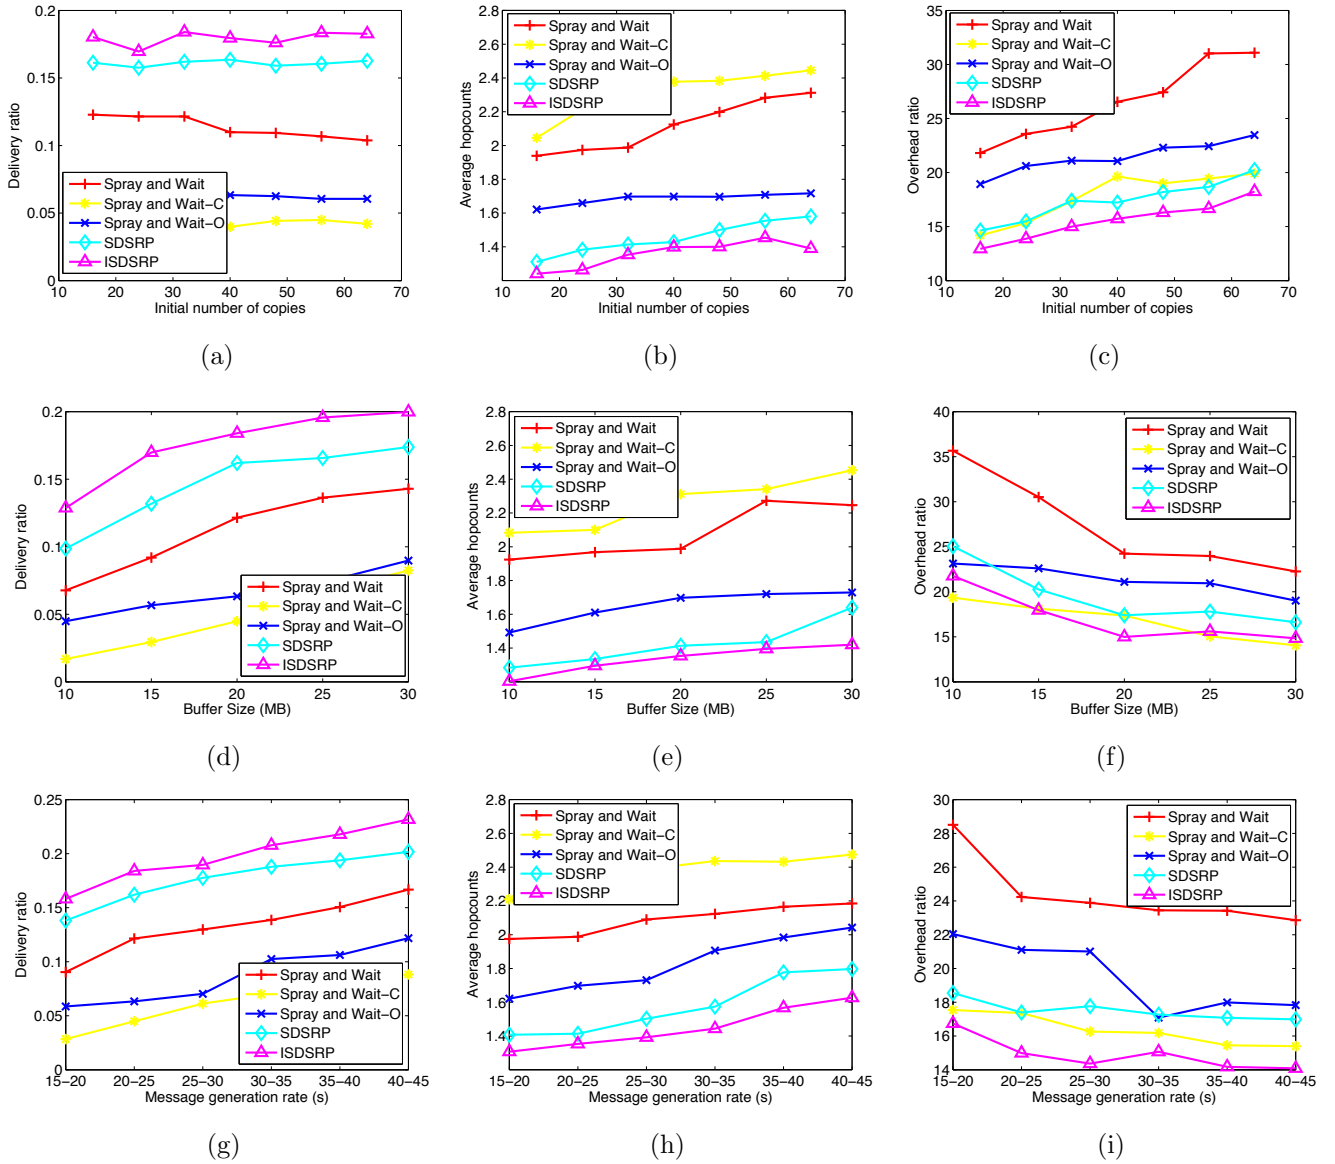 0.2
0.15
0.1
0.05
0
Delivery ratio
Spray and Wait
Spray and Wait−C
Spray and Wait−O
SDSRP
ISDSRP
10 20 30 40 50 60 70
Initial number of copies
(a)
2.8
2.6
2.4
2.2
2
1.8
1.6
1.4
Average hopcounts
Spray and Wait
Spray and Wait−C
Spray and Wait−O
SDSRP
ISDSRP
10 20 30 40 50 60 70
Initial number of copies
(b)
35
30
25
20
15
10
Overhead ratio
Spray and Wait
Spray and Wait−C
Spray and Wait−O
SDSRP
ISDSRP
10 20 30 40 50 60 70
Initial number of copies
(c)
0.2
0.15
0.1
0.05
0
Delivery ratio
Spray and Wait
Spray and Wait−C
Spray and Wait−O
SDSRP
ISDSRP
10 15 20 25 30
Buffer Size (MB)
(d)
2.8
2.6
2.4
2.2
2
1.8
1.6
1.4
Average hopcounts
Spray and Wait
Spray and Wait−C
Spray and Wait−O
SDSRP
ISDSRP
10 15 20 25 30
Buffer Size (MB)
(e)
40
35
30
25
20
15
10
Overhead ratio
Spray and Wait
Spray and Wait−C
Spray and Wait−O
SDSRP
ISDSRP
10 15 20 25 30
Buffer Size (MB)
(f)
0.25
0.2
0.15
0.1
0.05
0
Delivery ratio
Spray and Wait
Spray and Wait−C
Spray and Wait−O
SDSRP
ISDSRP
15−20 20−25 25−30 30−35 35−40 40−45
Message generation rate (s)
(g)
2.8
2.6
2.4
2.2
2
1.8
1.6
1.4
Average hopcounts
Spray and Wait
Spray and Wait−C
Spray and Wait−O
SDSRP
ISDSRP
15−20 20−25 25−30 30−35 35−40 40−45
Message generation rate (s)
(h)
30
28
26
24
22
20
18
16
14
Overhead ratio
Spray and Wait
Spray and Wait−C
Spray and Wait−O
SDSRP
ISDSRP
15−20 20−25 25−30 30−35 35−40 40−45
Message generation rate (s)
(i)